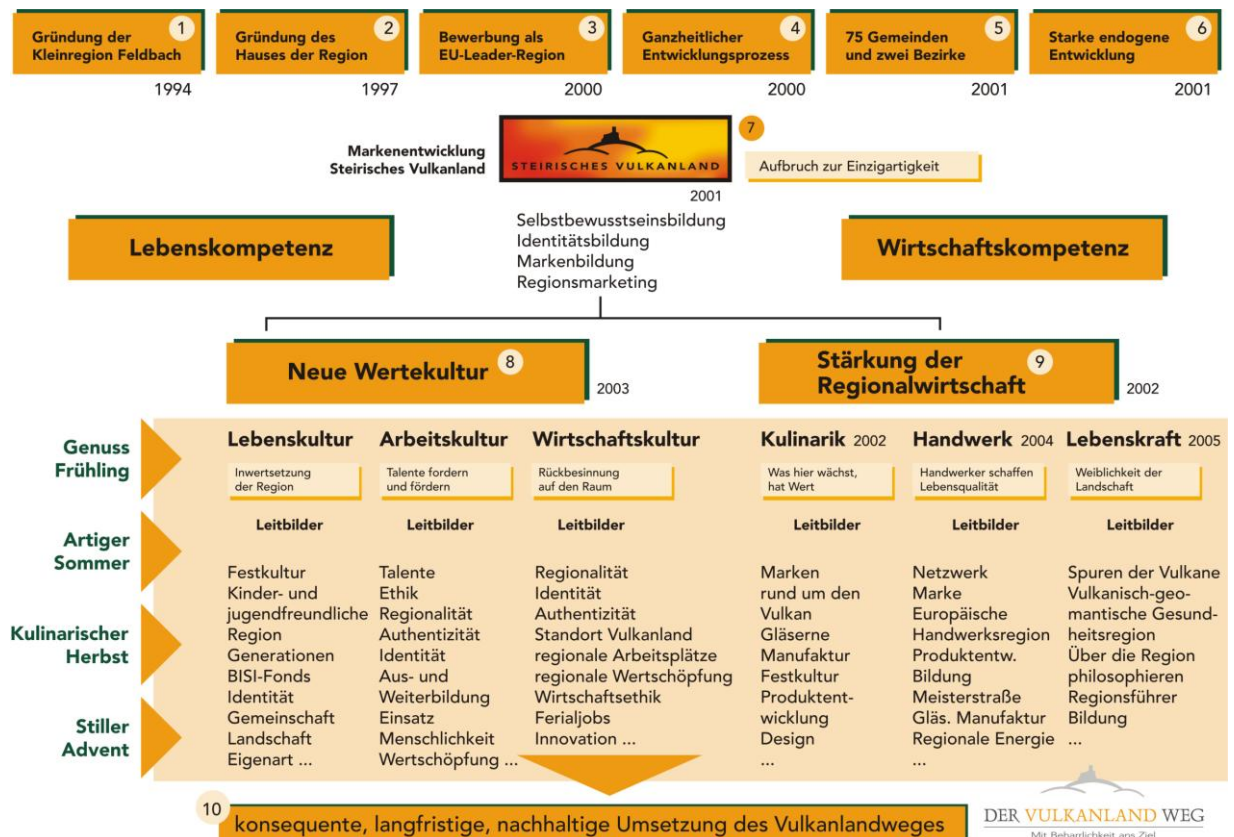 Gründung der
Kleinregion Feldbach
1
1994
Gründung des
Hauses der Region
2
1997
Bewerbung als
EU-Leader-Region
3
2000
Ganzheitlicher
Entwicklungsprozess
4
2000
75 Gemeinden
und zwei Bezirke
5
2001
Starke endogene
Entwicklung
6
2001
Markenentwicklung
Steirisches Vulkanland
STEIRISCHES VULKANLAND
7
Aufbruch zur Einzigartigkeit
2001
Lebenskompetenz
Selbstbewusstseinsbildung
Identitätsbildung
Markenbildung
Regionsmarketing
Wirtschaftskompetenz
Neue Wertekultur
8
2003
Stärkung der
Regionalwirtschaft
9
2002
Genuss
Frühling
Artiger
Sommer
Kulinarischer
Herbst
Stiller
Advent
Lebenskultur
Inwertsetzung
der Region
Leitbilder
Festkultur
Kinder- und
jugendfreundliche
Region
Generationen
BISI-Fonds
Identität
Gemeinschaft
Landschaft
Eigenart ...
Arbeitskultur
Talente fordern
und fördern
Leitbilder
Talente
Ethik
Regionalität
Authentizität
Identität
Aus- und
Weiterbildung
Einsatz
Menschlichkeit
Wertschöpfung ...
Wirtschaftskultur
Rückbesinnung
auf den Raum
Leitbilder
Regionalität
Identität
Authentizität
Standort Vulkanland
regionale Arbeitsplätze
regionale Wertschöpfung
Wirtschaftsethik
Ferialjobs
Innovation ...
Kulinarik 2002
Was hier wächst,
hat Wert
Leitbilder
Marken
rund um den
Vulkan
Gläserne
Manufaktur
Festkultur
Produktent-
wicklung
Design
...
Handwerk 2004
Handwerker schaffen
Lebensqualität
Leitbilder
Netzwerk
Marke
Europäische
Handwerksregion
Produktentw.
Bildung
Meisterstraße
Gläs. Manufaktur
Regionale Energie
...
Lebenskraft 2005
Weiblichkeit der
Landschaft
Leitbilder
Spuren der Vulkane
Vulkanisch-geo-
mantische Gesund-
heitsregion
Über die Region
philosophieren
Regionsführer
Bildung
...
10
konsequente, langfristige, nachhaltige Umsetzung des Vulkanlandweges
DER VULKANLAND WEG
Mit Beharrlichkeit ans Ziel